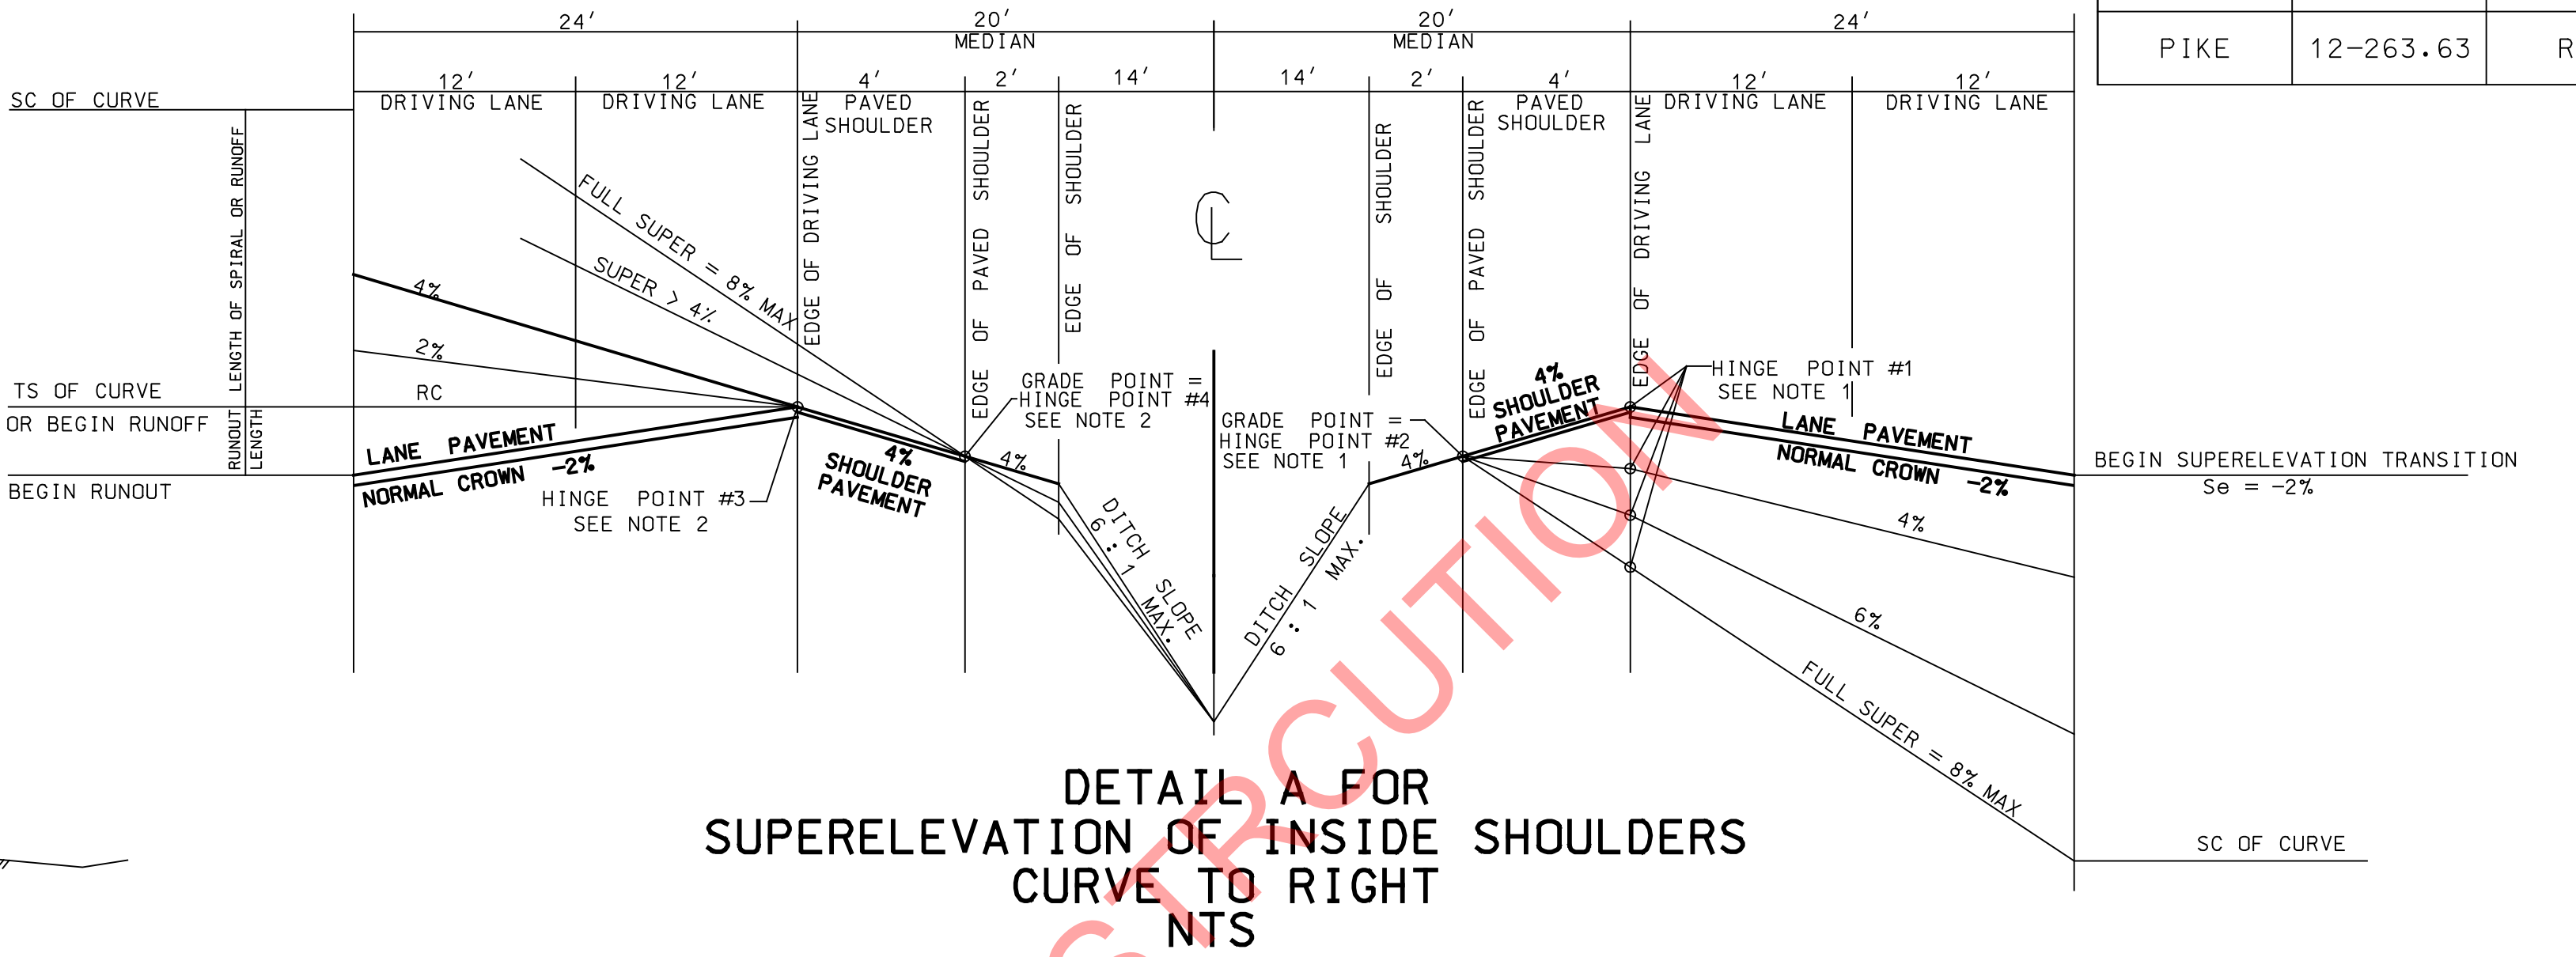 24'
20'
20'
24'
MEDIAN
MEDIAN
PIKE
12-263.63
R
12'
12'
4'
2'
14'
14'
2'
4'
12'
12'
SC OF CURVE
DRIVING LANE
DRIVING LANE
PAVED
SHOULDER
PAVED
SHOULDER
DRIVING LANE
DRIVING LANE
LENGTH OF SPIRAL OR RUNOFF
EDGE OF DRIVING LANE
EDGE OF PAVED SHOULDER
EDGE OF SHOULDER
CL
EDGE OF SHOULDER
EDGE OF PAVED SHOULDER
EDGE OF DRIVING LANE
FULL SUPER = 8% MAX
SUPER > 4%
4%
2%
RC
TS OF CURVE
OR BEGIN RUNOFF
RUNOUT
LENGTH
BEGIN RUNOUT
LANE PAVEMENT
NORMAL CROWN -2%
HINGE POINT #3
SEE NOTE 2
4%
SHOULDER
PAVEMENT
GRADE POINT =
HINGE POINT #4
SEE NOTE 2
4%
DITCH SLOPE
6 : 1 MAX.
GRADE POINT =
HINGE POINT #2
SEE NOTE 1
4%
DITCH SLOPE
6 : 1 MAX.
4%
SHOULDER
PAVEMENT
HINGE POINT #1
SEE NOTE 1
LANE PAVEMENT
NORMAL CROWN -2%
BEGIN SUPERELEVATION TRANSITION
Se = -2%
4%
6%
FULL SUPER = 8% MAX
SC OF CURVE
DETAIL A FOR
SUPERELEVATION OF INSIDE SHOULDERS
CURVE TO RIGHT
NTS
STRCUTION